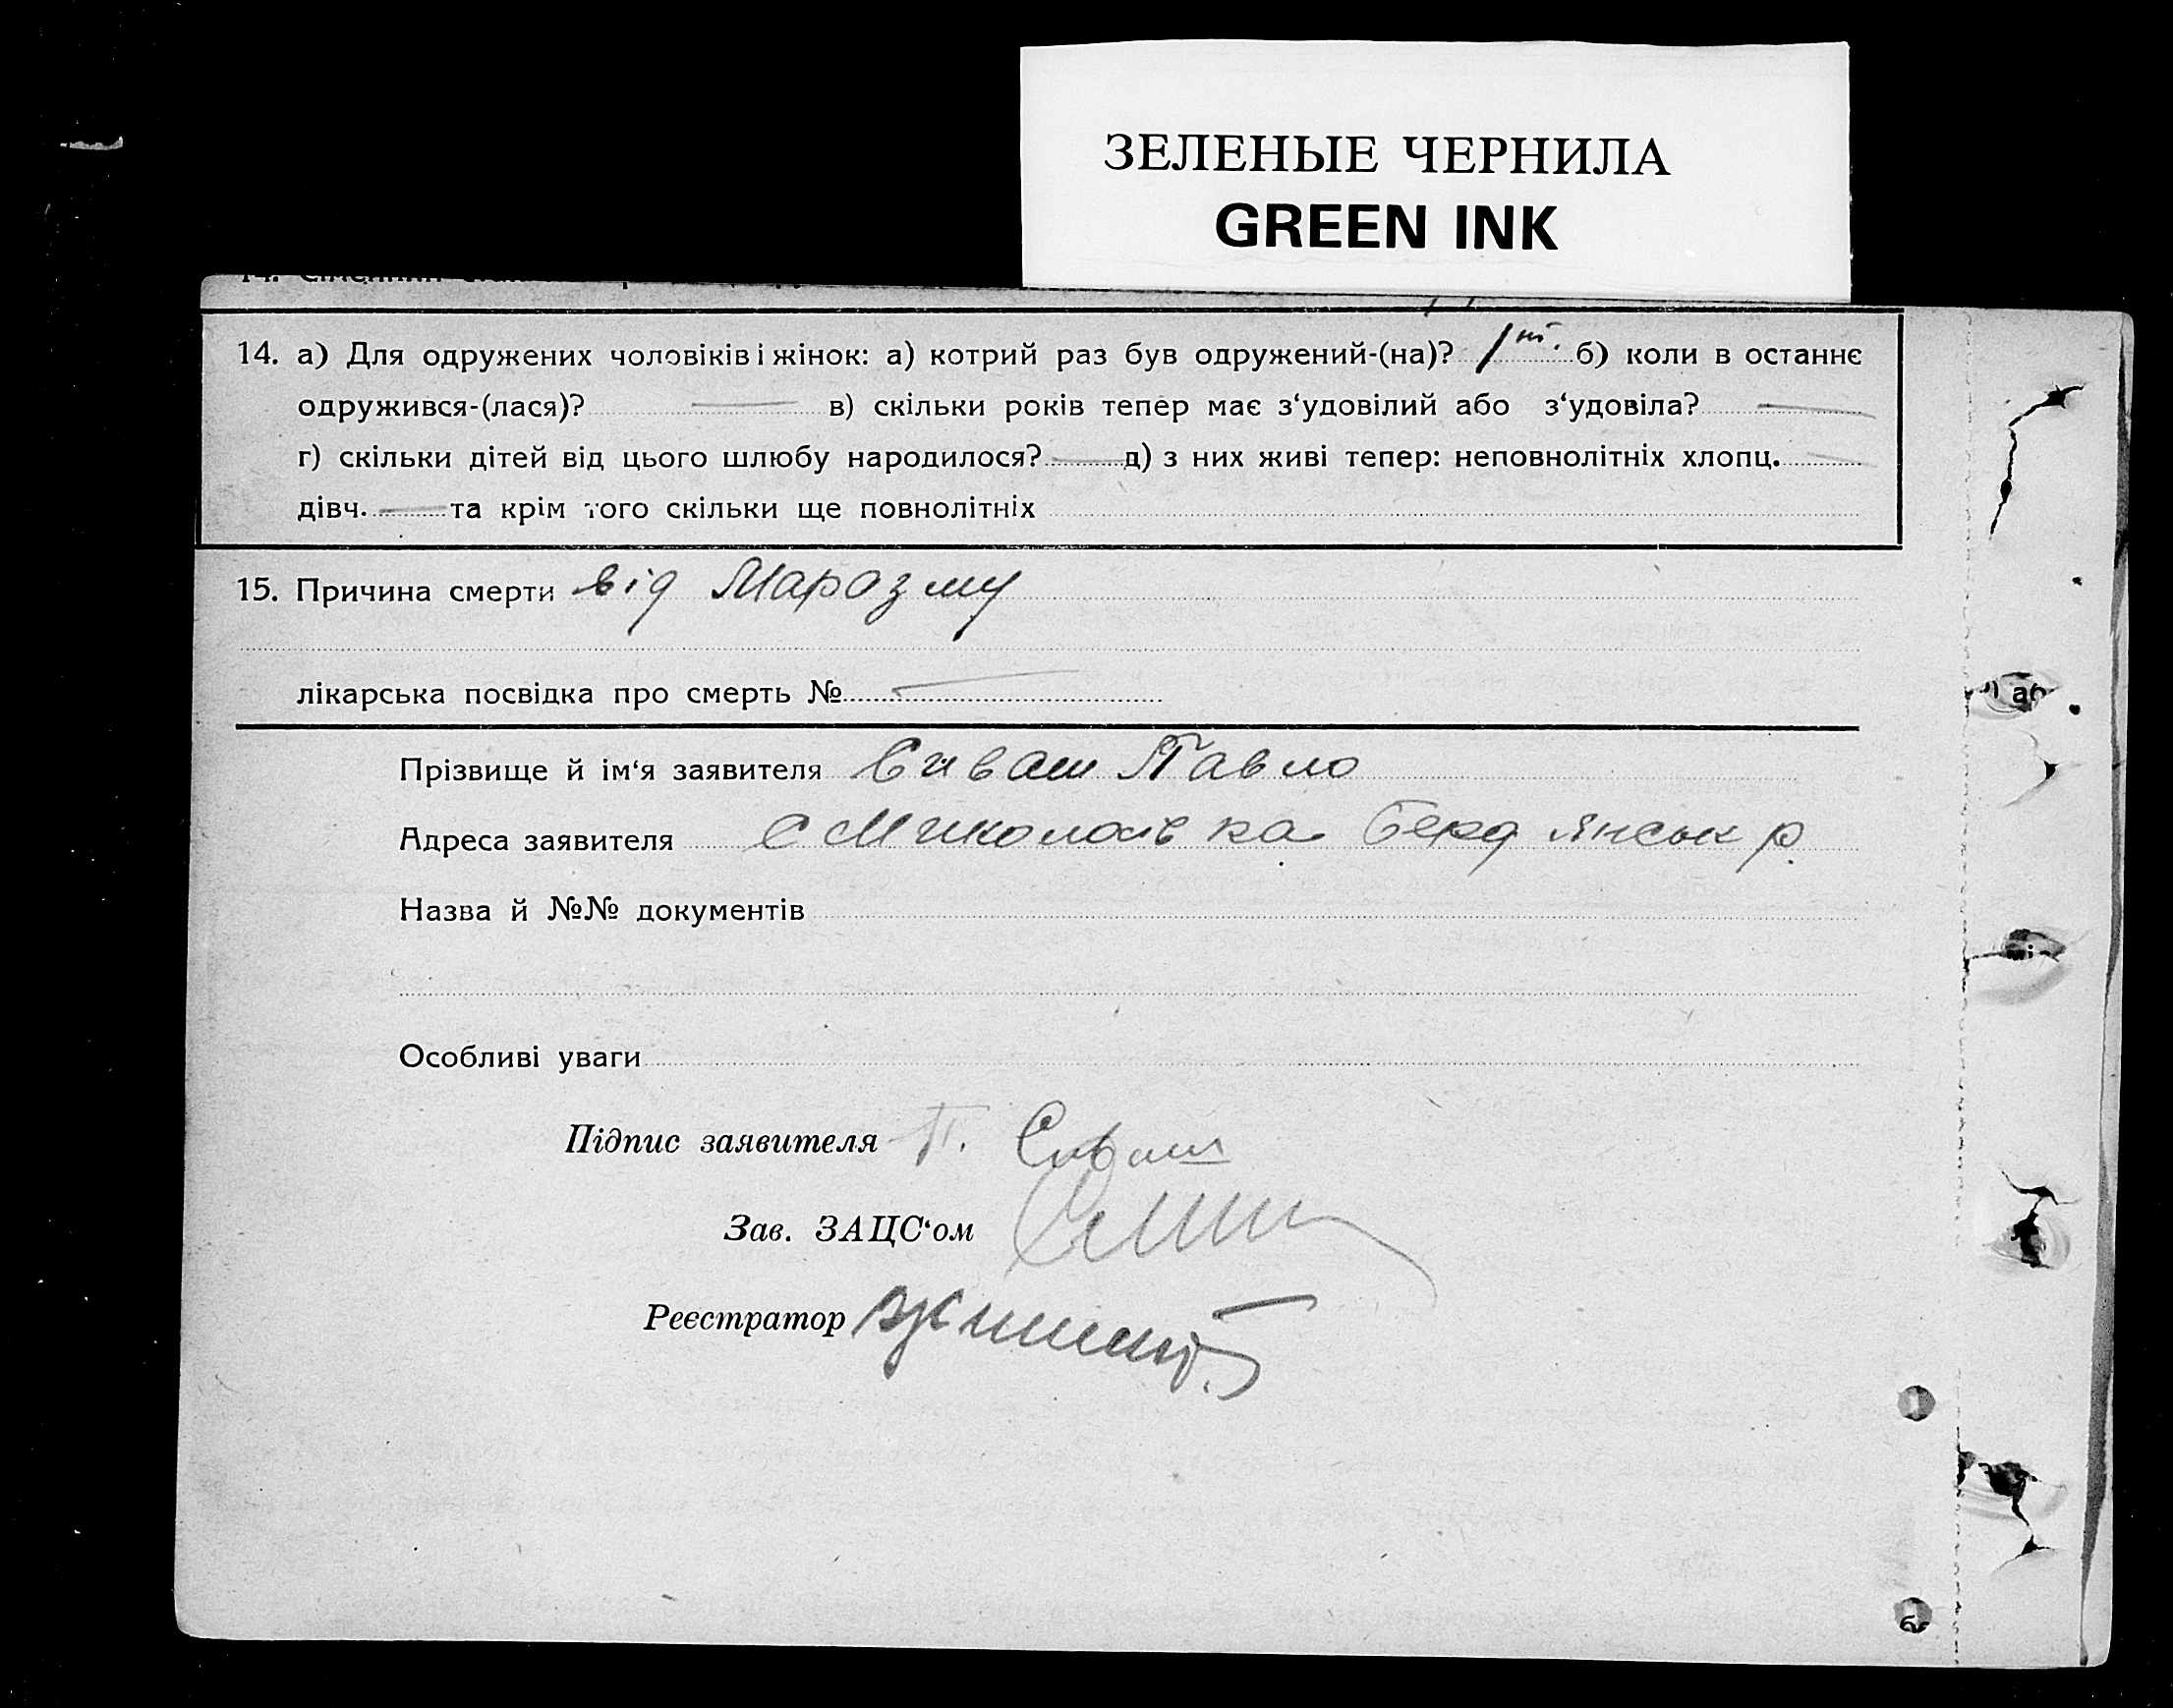 ЗЕЛЕНЫЕ ЧЕРНИЛА
GREEN INK
14. а) Для одружених чоловіків і жінок: а) котрий раз був одружений-(на)? 1 б) коли в останнє
одружився-(лася)? в) скільки років тепер має з‘удовілий або з‘удовіла?
г) скільки дітей від цього шлюбу народилося? д) з них живі тепер: неповнолітніх хлопц.
дівч. та крім того скільки ще повнолітніх
15. Причина смерти від Маразму
лікарська посвідка про смерть №
Прізвище й ім‘я заявителя Сиваш Павло
Адреса заявителя с Миколаївка Бердянськ р.
Назва й №№ документів
Особливі уваги
Підпис заявителя П. Сиваш
Зав. ЗАЦС‘ом
Реєстратор